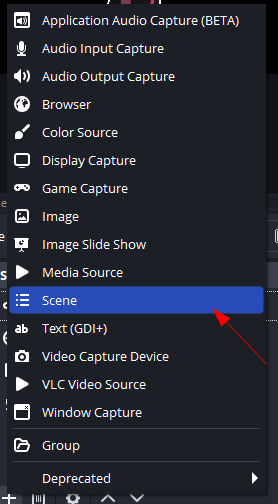 Application Audio Capture (BETA)
Audio Input Capture
Audio Output Capture
Browser
Color Source
Display Capture
Game Capture
Image
Image Slide Show
Media Source
Scene
ab Text (GDI+)
Video Capture Device
VLC Video Source
Window Capture
Group
Deprecated